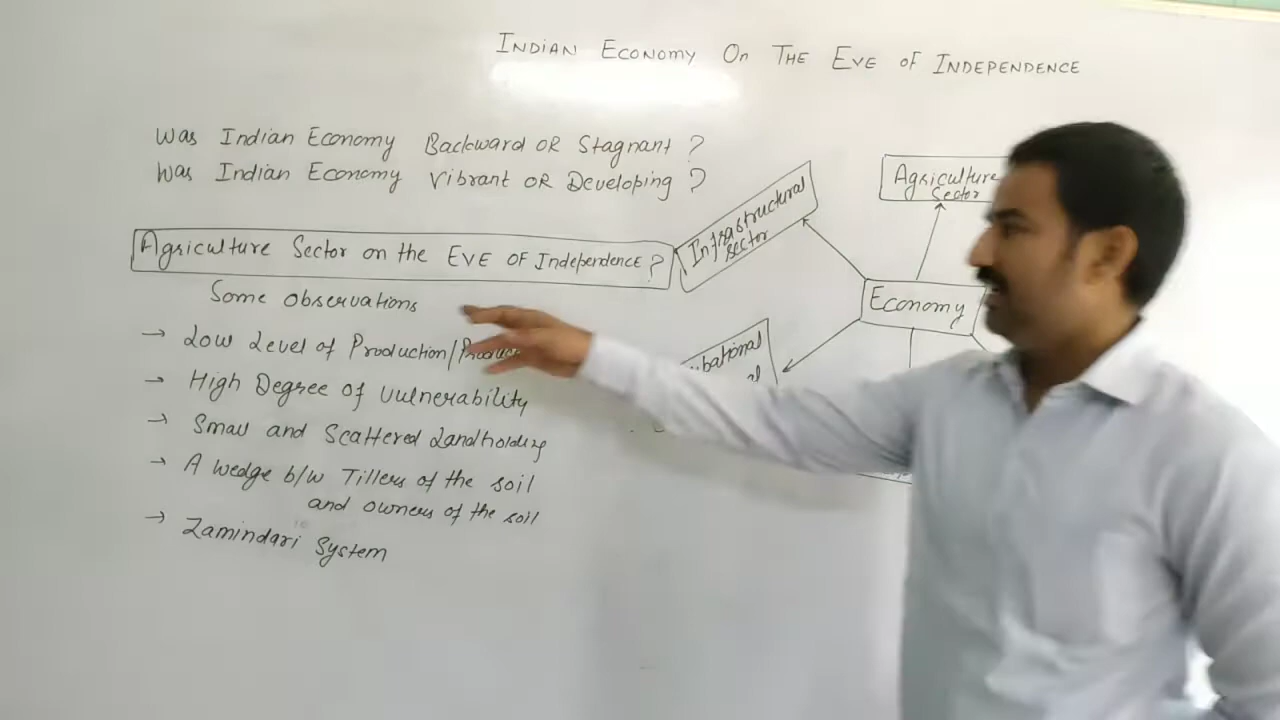 INDIAN ECONOMY ON THE EVE OF INDEPENDENCE
Was Indian Economy Backward OR Stagnant ?
Was Indian Economy Vibrant OR Developing ?
Agriculture Sector on the EVE OF Independence ?
Some Observations
→ Low Level of Production/
→ High Degree of Vulnerability
→ Small and Scattered Landholding
→ A Wedge b/w Tillers of the soil
and owners of the soil
→ Zamindari System
Infrastructural
Sector
Agriculture
Sector
Economy